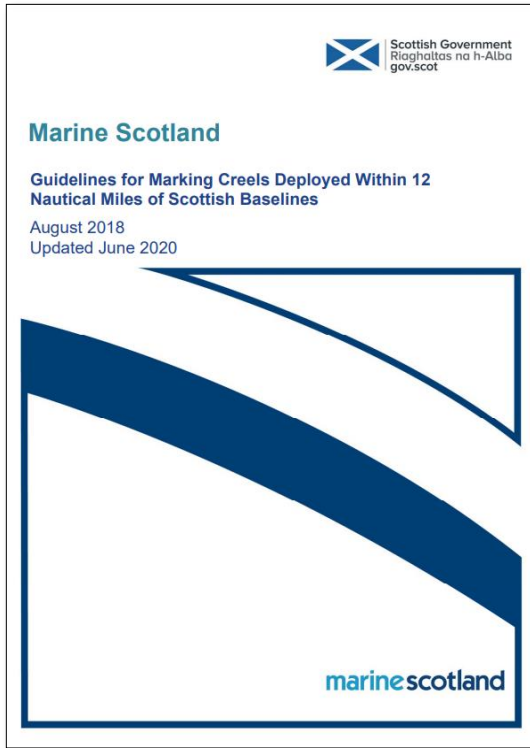 Scottish Government
Riaghaltas na h-Alba
gov.scot
Marine Scotland
Guidelines for Marking Creels Deployed Within 12
Nautical Miles of Scottish Baselines
August 2018
Updated June 2020
marinescotland